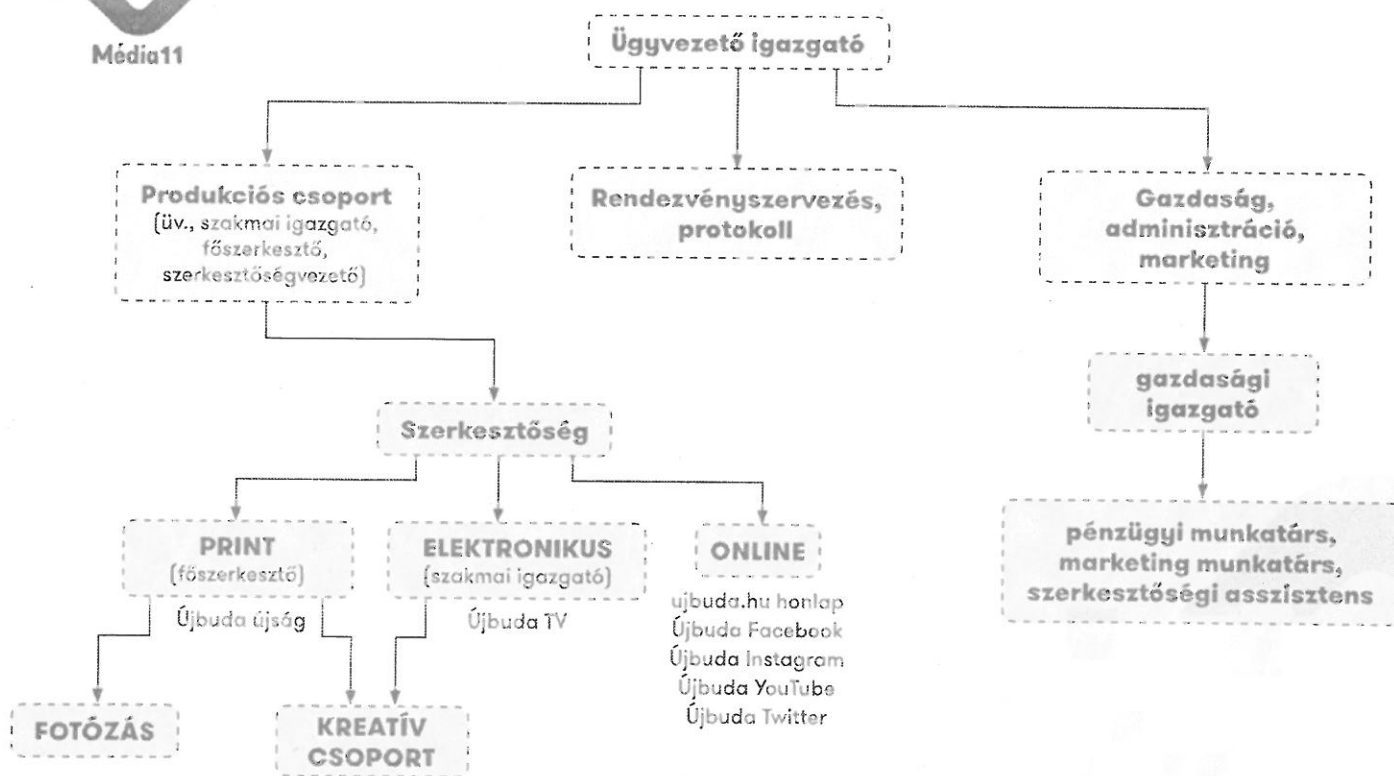 Média11
Ügyvezető igazgató
Produkciós csoport
(üv., szakmai igazgató,
főszerkesztő,
szerkesztőségvezető)
Rendezvényszervezés,
protokoll
Gazdaság,
adminisztráció,
marketing
gazdasági
igazgató
pénzügyi munkatárs,
marketing munkatárs,
szerkesztőségi asszisztens
Szerkesztőség
PRINT
(főszerkesztő)
Újbuda újság
ELEKTRONIKUS
(szakmai igazgató)
Újbuda TV
ONLINE
ujbuda.hu honlap
Újbuda Facebook
Újbuda Instagram
Újbuda YouTube
Újbuda Twitter
FOTÓZÁS
KREATÍV
CSOPORT